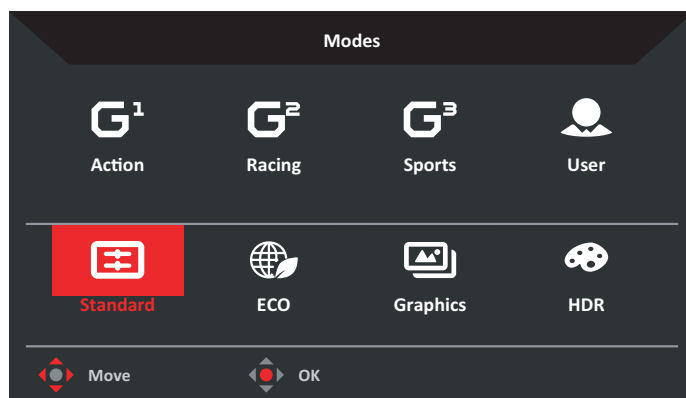 Modes
G¹ G² G³
Action Racing Sports User
Standard ECO Graphics HDR
Move OK